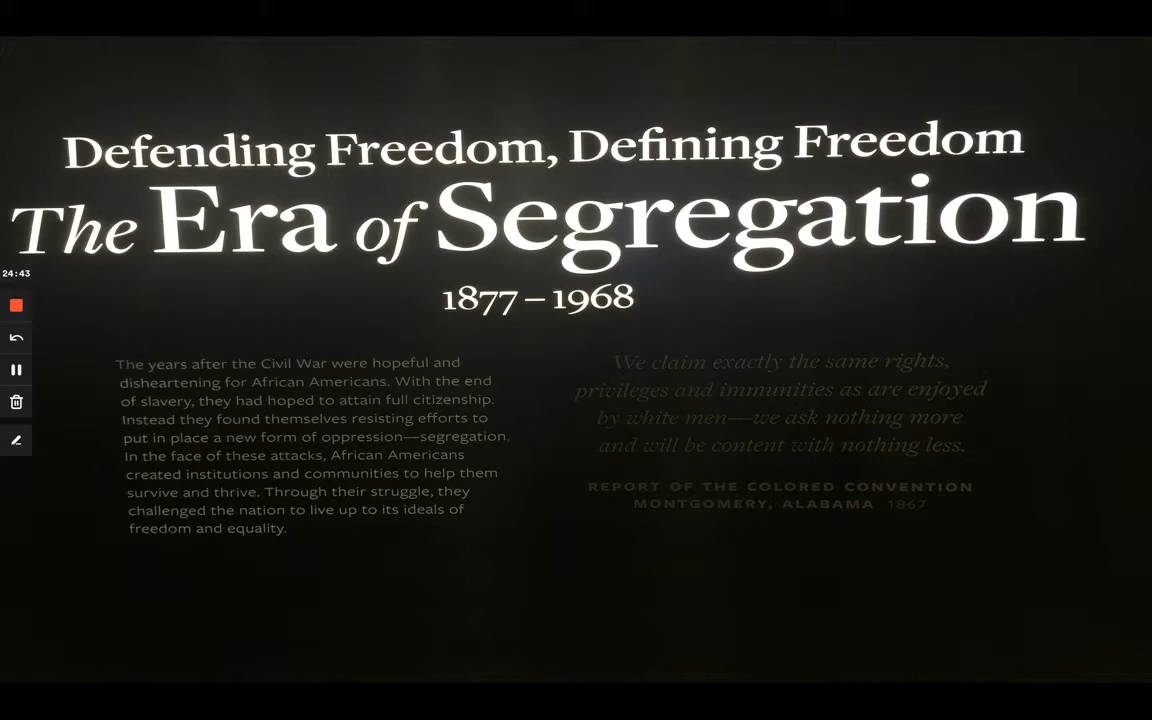 Defending Freedom, Defining Freedom
The Era of Segregation
1877 – 1968
24:43
The years after the Civil War were hopeful and
disheartening for African Americans. With the end
of slavery, they had hoped to attain full citizenship.
Instead they found themselves resisting efforts to
put in place a new form of oppression—segregation.
In the face of these attacks, African Americans
created institutions and communities to help them
survive and thrive. Through their struggle, they
challenged the nation to live up to its ideals of
freedom and equality.
We claim exactly the same rights,
privileges and immunities as are enjoyed
by white men—we ask nothing more
and will be content with nothing less.
REPORT OF THE COLORED CONVENTION
MONTGOMERY, ALABAMA 1867